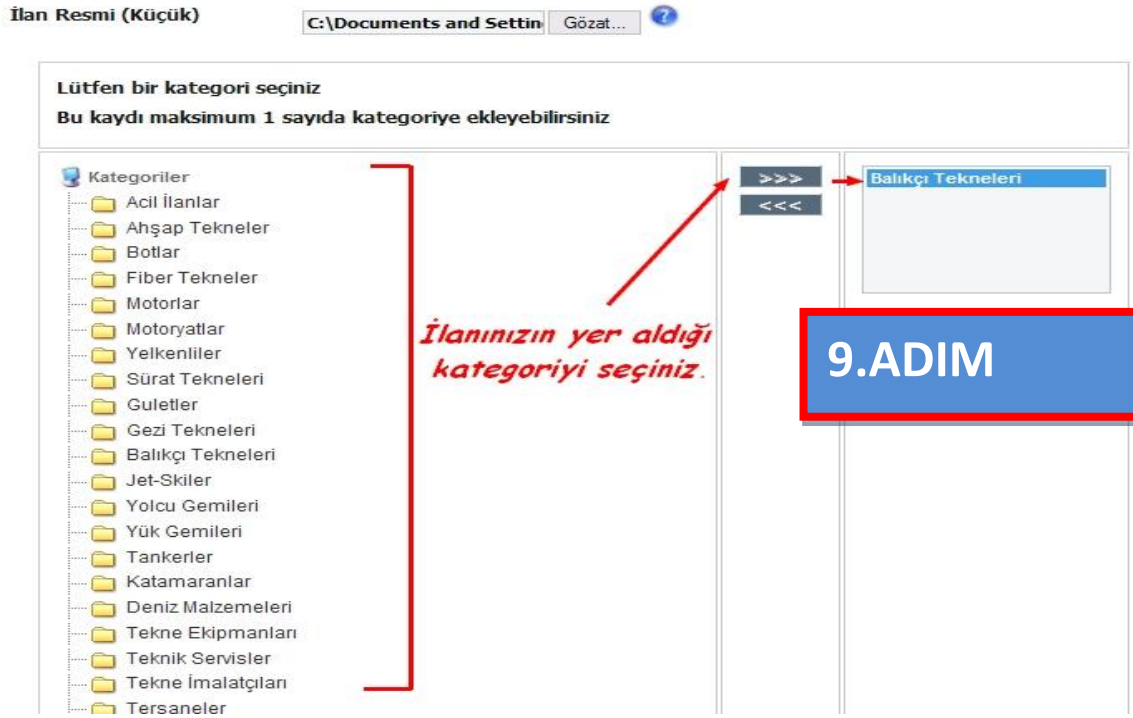 İlan Resmi (Küçük)
C:\Documents and Settin
Gözat...
?
Lütfen bir kategori seçiniz
Bu kaydı maksimum 1 sayıda kategoriye ekleyebilirsiniz
Kategoriler
Acil İlanlar
Ahşap Tekneler
Botlar
Fiber Tekneler
Motorlar
Motoryatlar
Yelkenliler
Sürat Tekneleri
Guletler
Gezi Tekneleri
Balıkçı Tekneleri
Jet-Skiler
Yolcu Gemileri
Yük Gemileri
Tankerler
Katamaranlar
Deniz Malzemeleri
Tekne Ekipmanları
Teknik Servisler
Tekne İmalatçıları
Tersaneler
İlanınızın yer aldığı
kategoriyi seçiniz.
>>>
<<<
Balıkçı Tekneleri
9.ADIM